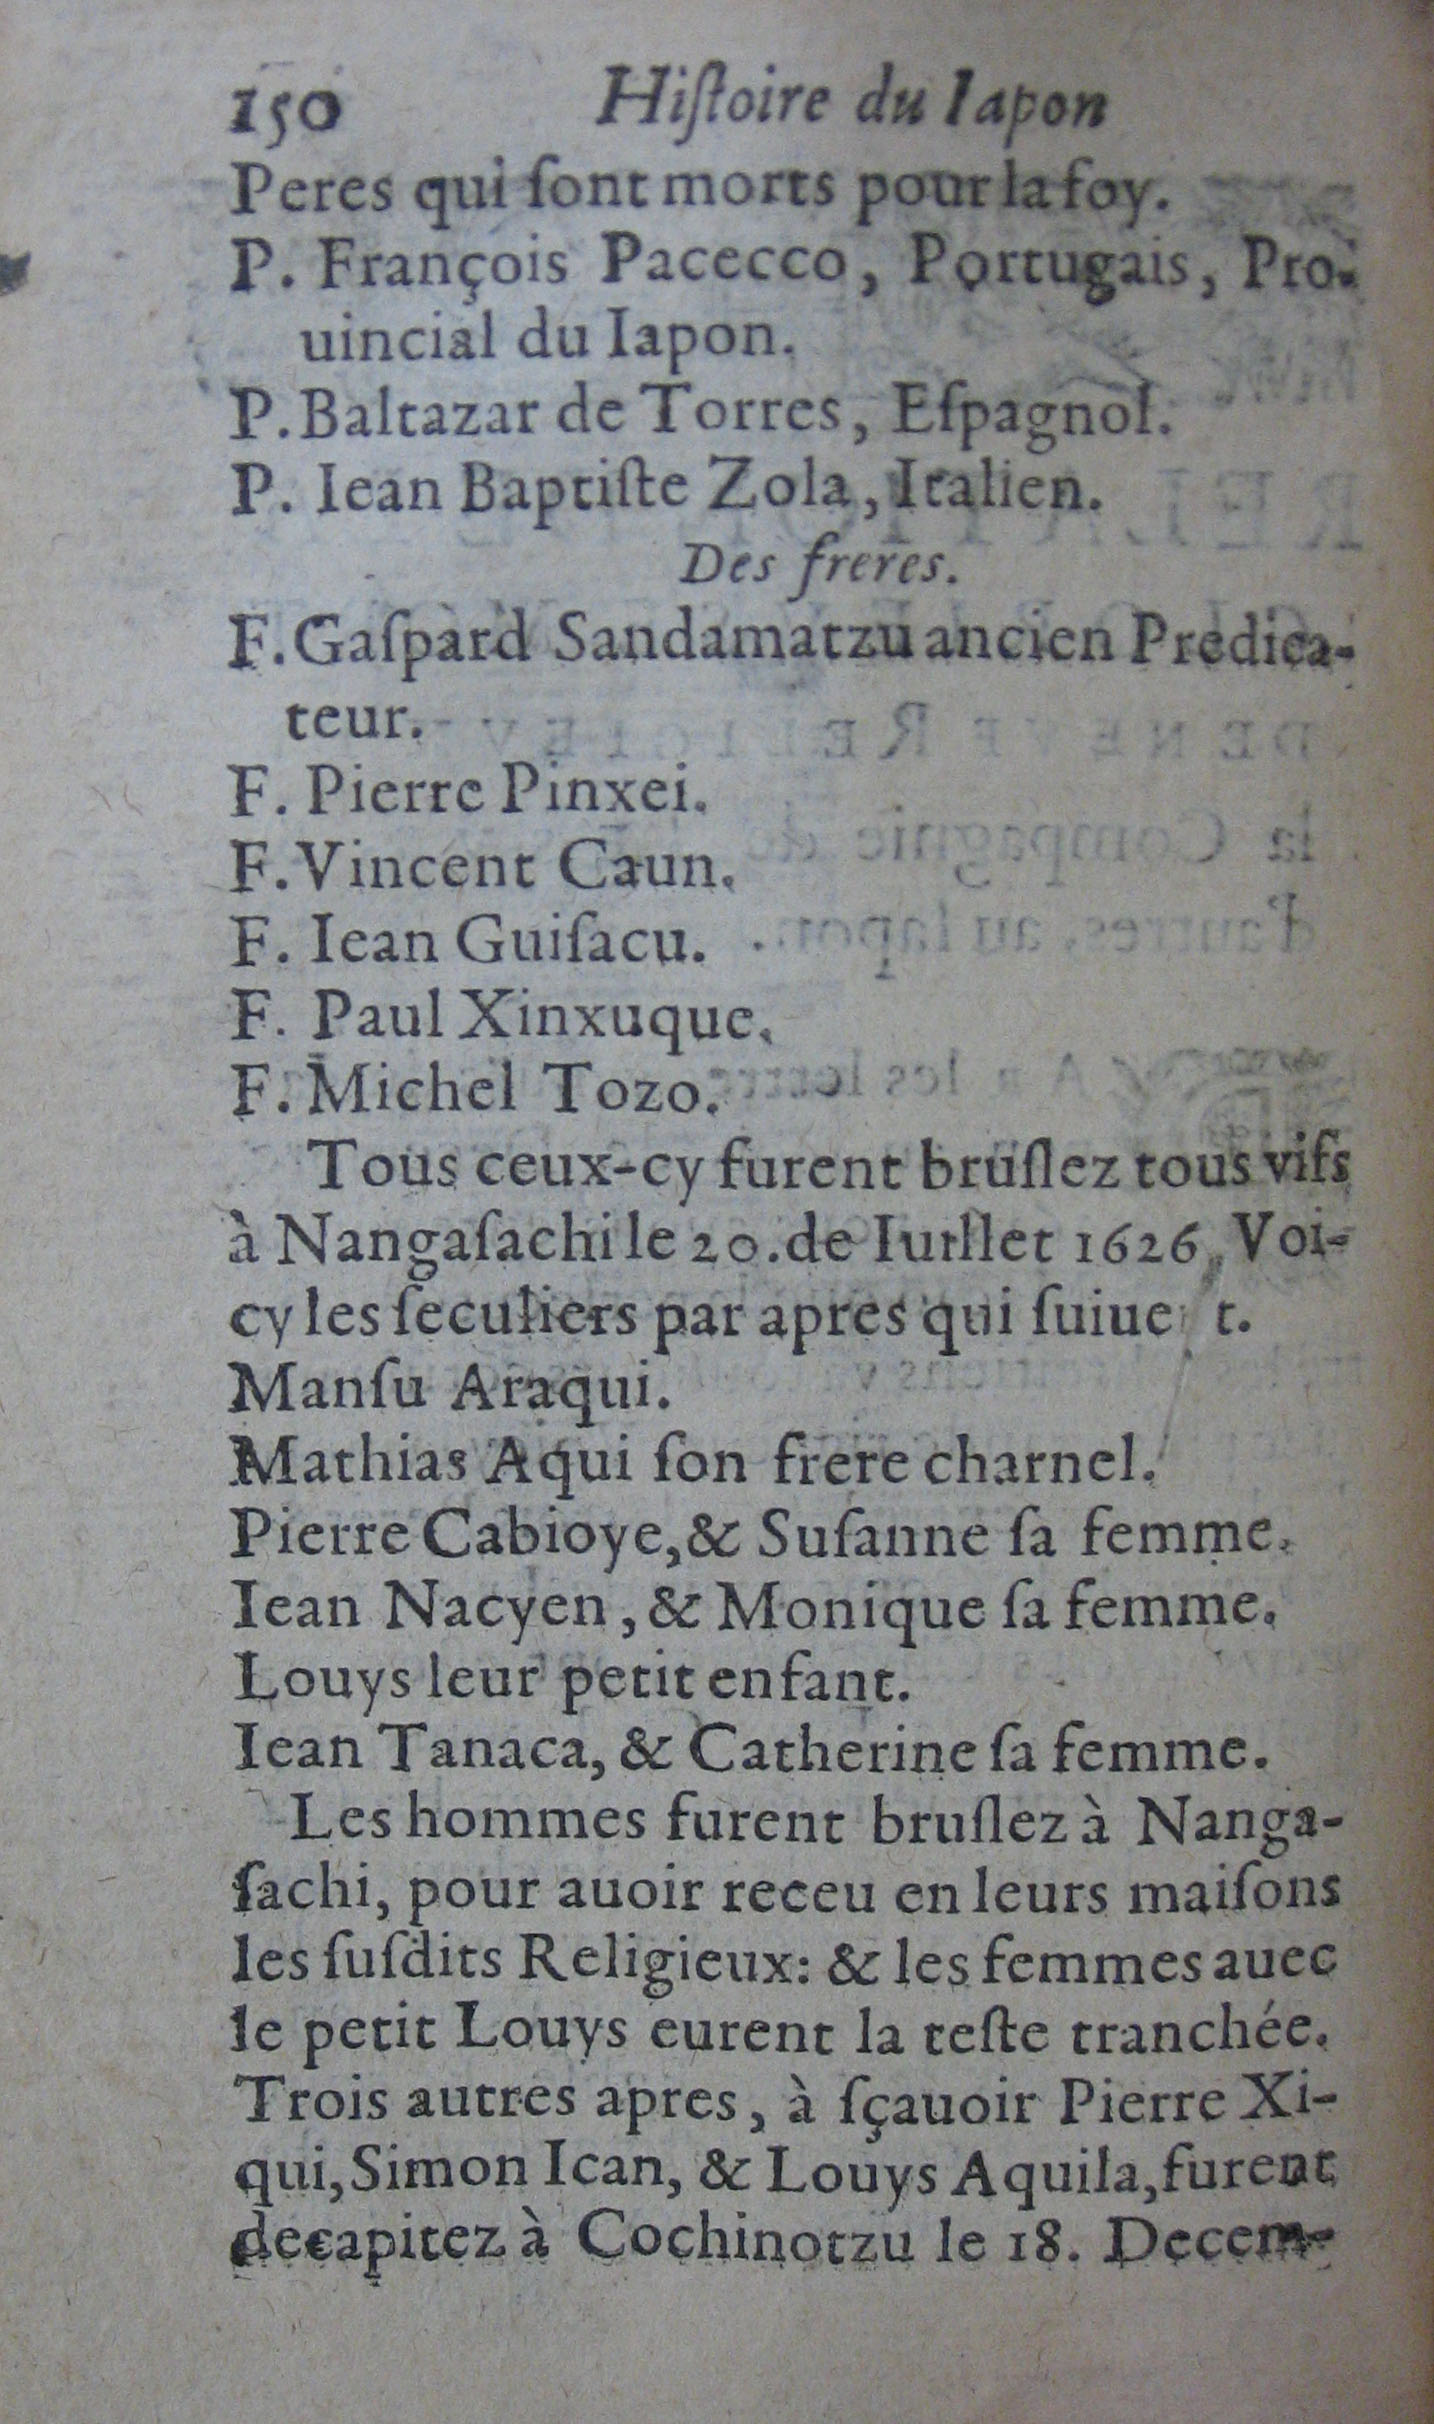 150 Hiſtoire du Iapon
Peres qui ſont morts pour la foy.
P. François Pacecco, Portugais, Pro-
uincial du Iapon.
P. Baltazar de Torres, Eſpagnol.
P. Iean Baptiſte Zola, Italien.
Des freres.
F. Gaſpard Sandamatzu ancien Predica-
teur.
F. Pierre Pinxei.
F. Vincent Caun.
F. Iean Guiſacu.
F. Paul Xinxuque.
F. Michel Tozo.
Tous ceux-cy furent bruſlez tous vifs
à Nangaſachi le 20. de Iuillet 1626, Voi-
cy les ſeculiers par apres qui ſuiue t.
Manſu Araqui.
Mathias Aqui ſon frere charnel.
Pierre Cabioye, & Suſanne ſa femme.
Iean Nacyen, & Monique ſa femme.
Louys leur petit enfant.
Iean Tanaca, & Catherine ſa femme.
Les hommes furent bruſlez à Nanga-
ſachi, pour auoir receu en leurs maiſons
les ſuſdits Religieux: & les femmes auec
le petit Louys eurent la teſte tranchée.
Trois autres apres, à ſçauoir Pierre Xi-
qui, Simon Ican, & Louys Aquila, furent
decapitez à Cochinotzu le 18. Decem-